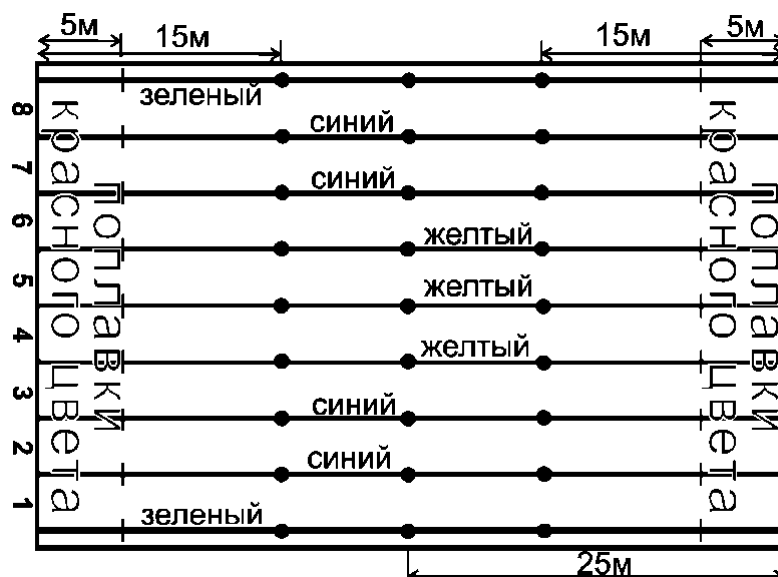 5м
15м
15м
5м
зеленый
синий
синий
желтый
желтый
желтый
синий
синий
зеленый
8
7
6
5
4
3
2
1
поплавки
красного цвета
поплавки
красного цвета
25м